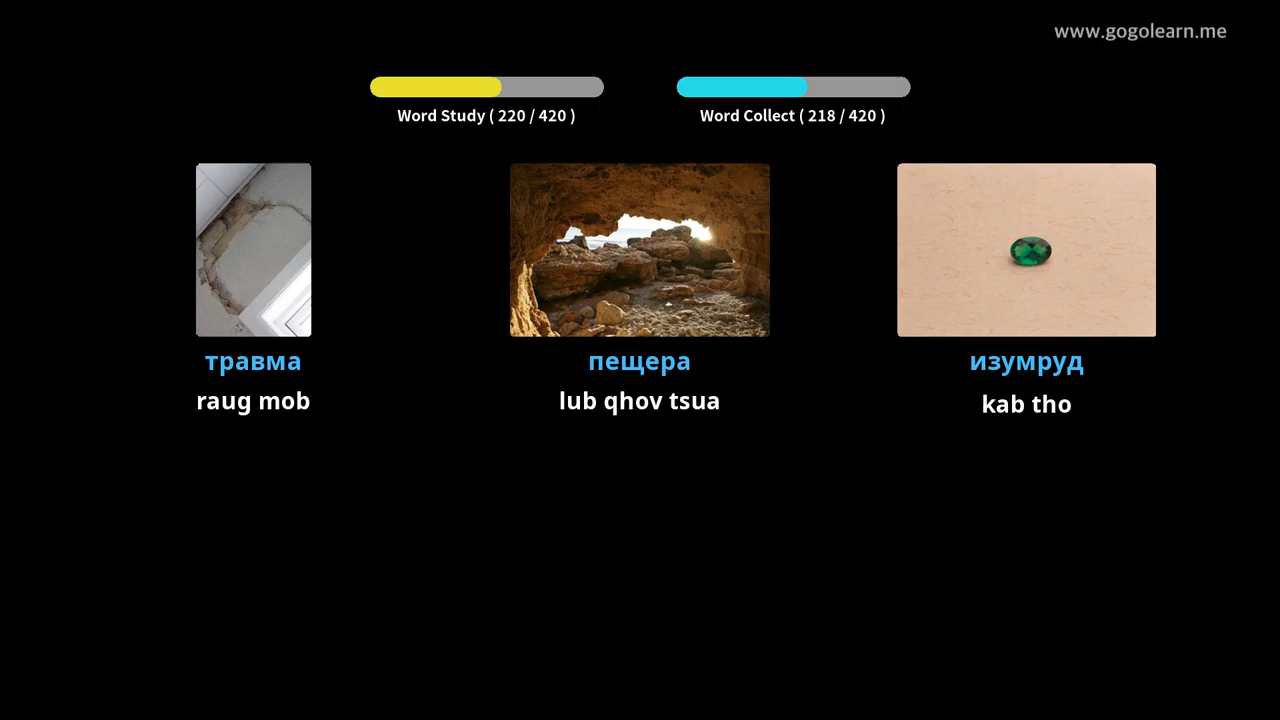 www.gogolearn.me
Word Study ( 220 / 420 )
Word Collect ( 218 / 420 )
травма
raug mob
пещера
lub qhov tsua
изумруд
kab tho